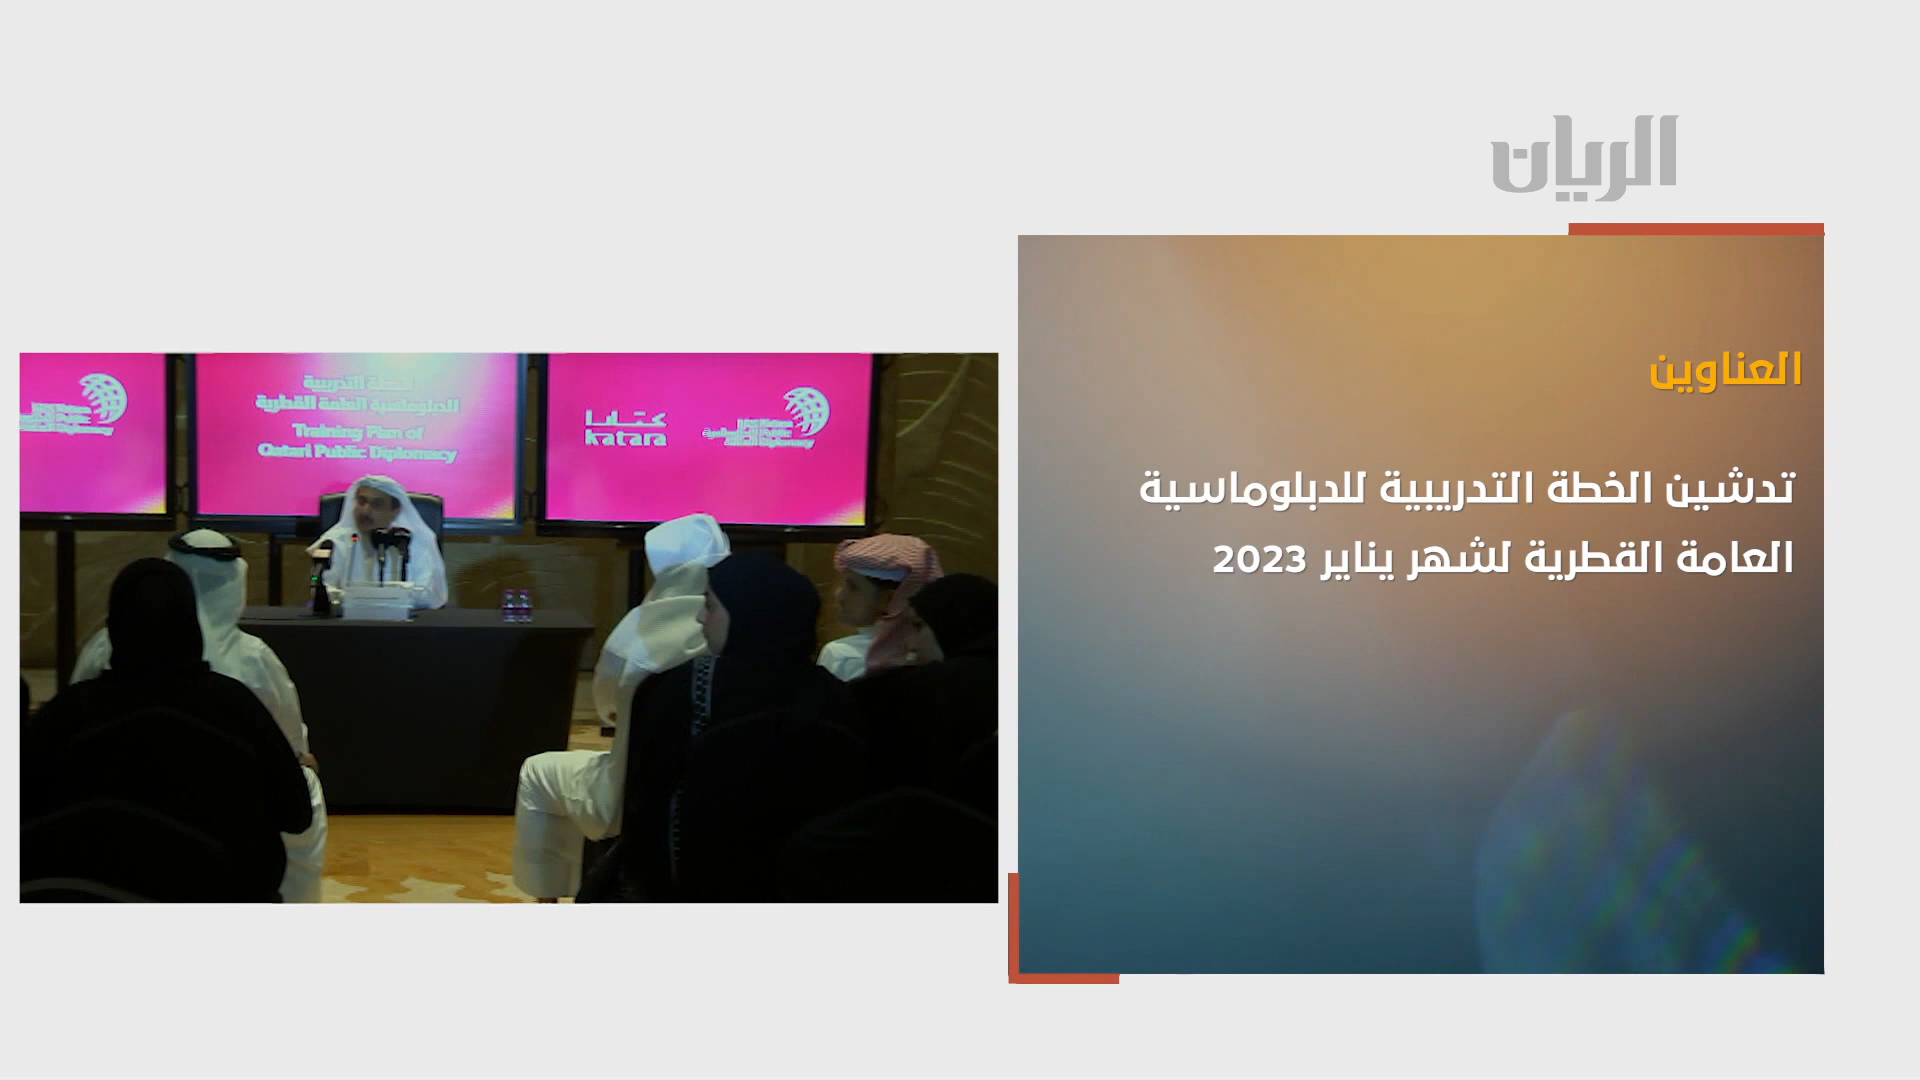 الريان
العناوين
تدشين الخطة التدريبية للدبلوماسية
العامة القطرية لشهر يناير 2023
الخطة التدريبية
للدبلوماسية العامة القطرية
Training Plan of
Qatari Public Diplomacy
كتارا
katara